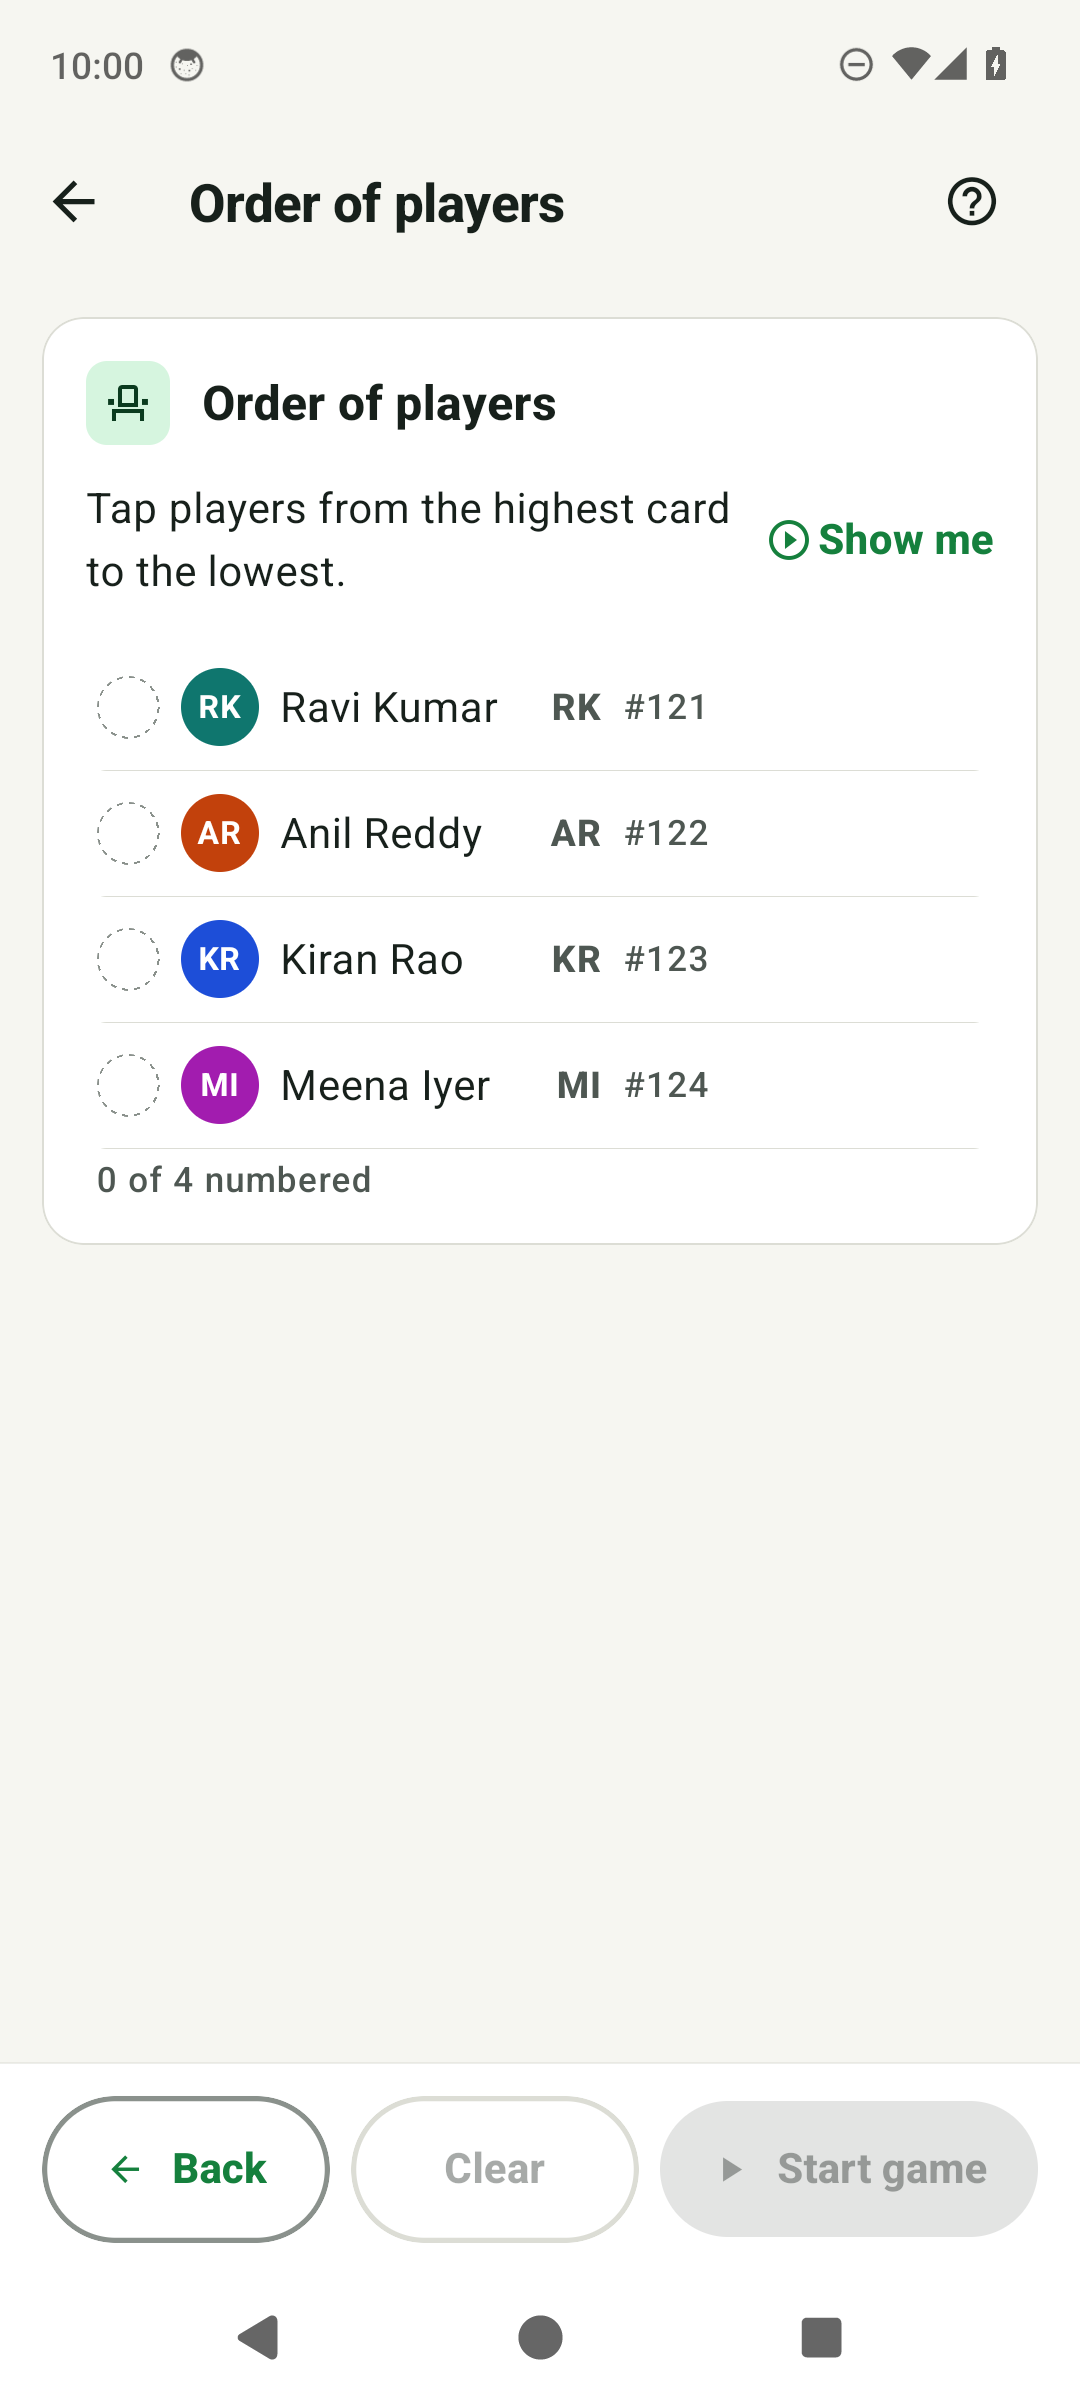 10:00
Order of players
Order of players
Tap players from the highest card
to the lowest.
Show me
RK Ravi Kumar RK #121
AR Anil Reddy AR #122
KR Kiran Rao KR #123
MI Meena Iyer MI #124
0 of 4 numbered
Back Clear Start game